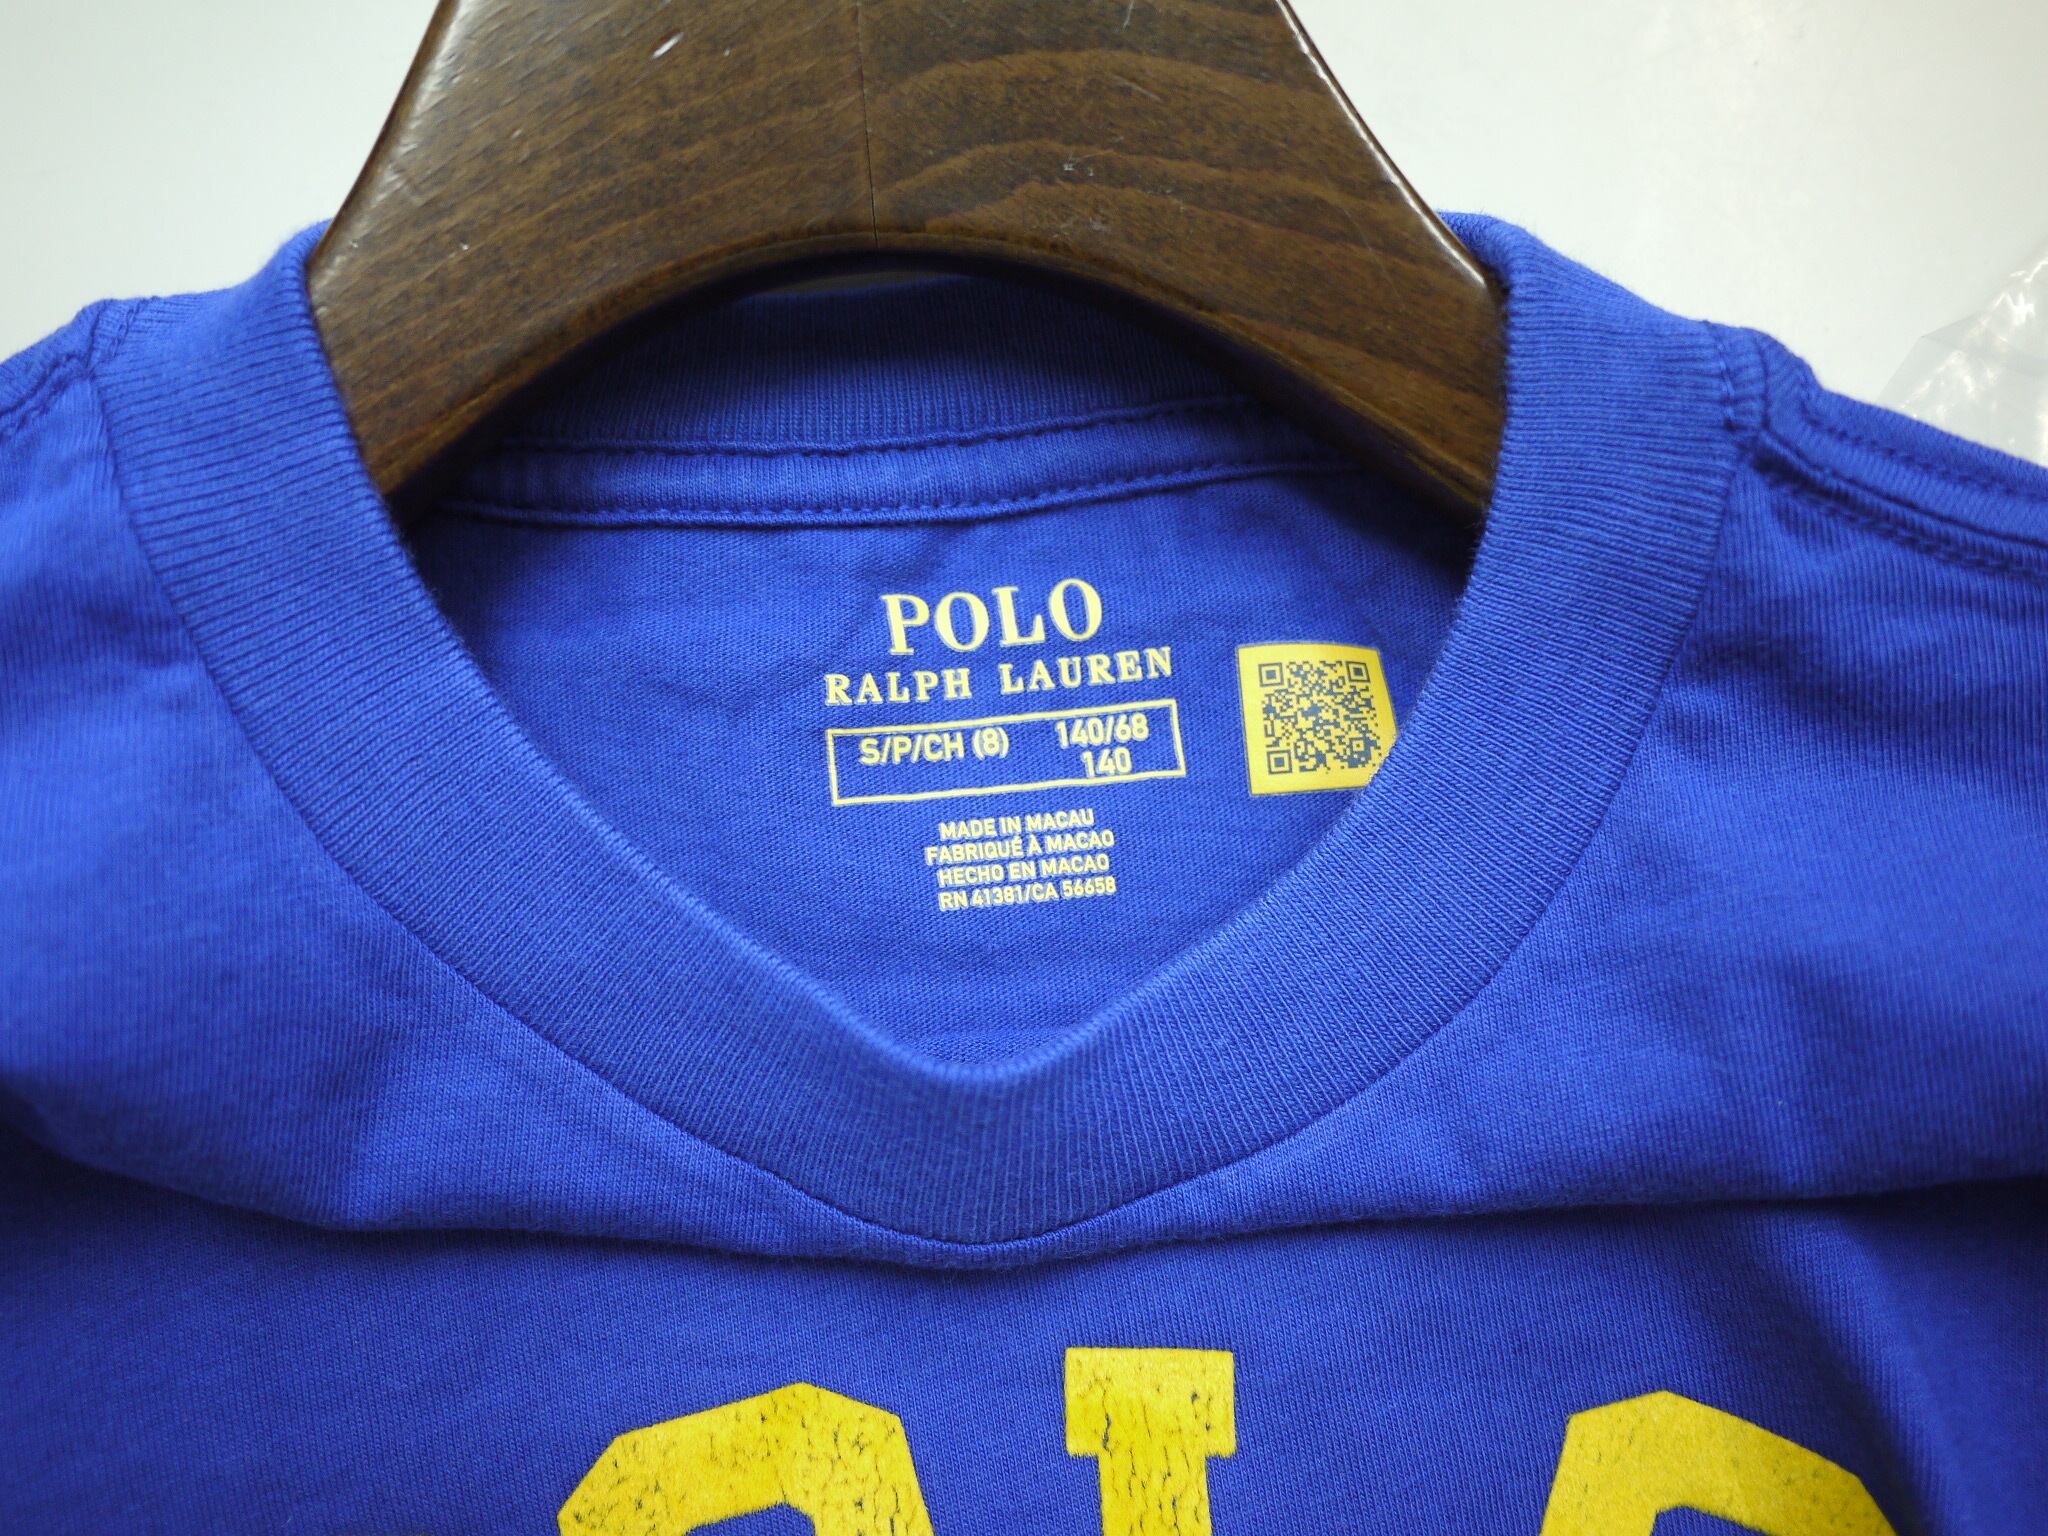 POLO
RALPH LAUREN
S/P/CH (8) 140/68
140
MADE IN MACAU
FABRIQUÉ À MACAO
HECHO EN MACAO
RN 41381/CA 56658